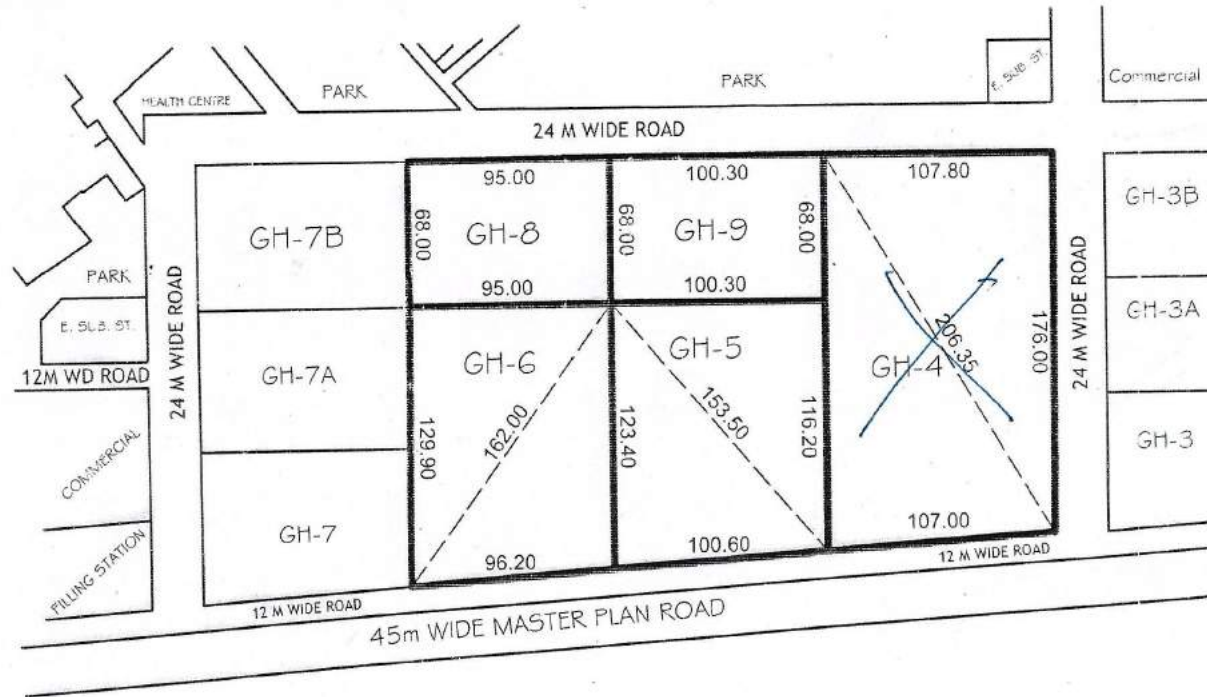 E. SUB. ST.
Commercial
HEALTH CENTRE
PARK
PARK
24 M WIDE ROAD
95.00
100.30
107.80
GH-7B
68.00
GH-8
68.00
GH-9
68.00
GH-3B
95.00
100.30
PARK
E. SUB. ST.
12M WD ROAD
24 M WIDE ROAD
GH-7A
GH-6
GH-5
GH-4
206.35
176.00
24 M WIDE ROAD
GH-3A
129.90
162.00
123.40
153.50
116.20
GH-3
COMMERCIAL
FILLING STATION
GH-7
96.20
100.60
107.00
12 M WIDE ROAD
12 M WIDE ROAD
45m WIDE MASTER PLAN ROAD